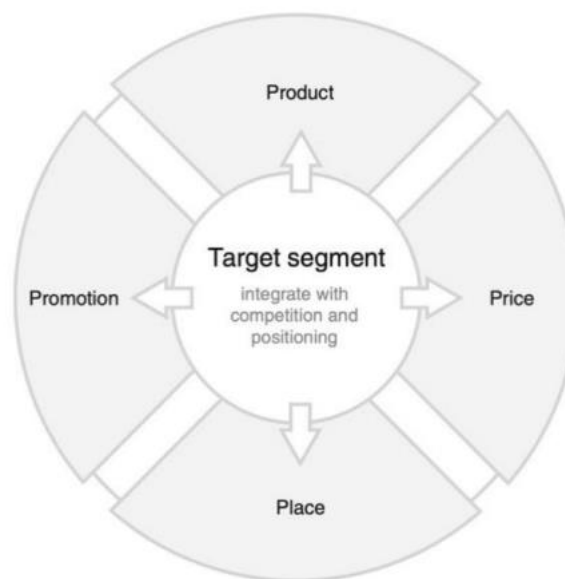 Product
Target segment
integrate with
competition and
positioning
Promotion
Price
Place